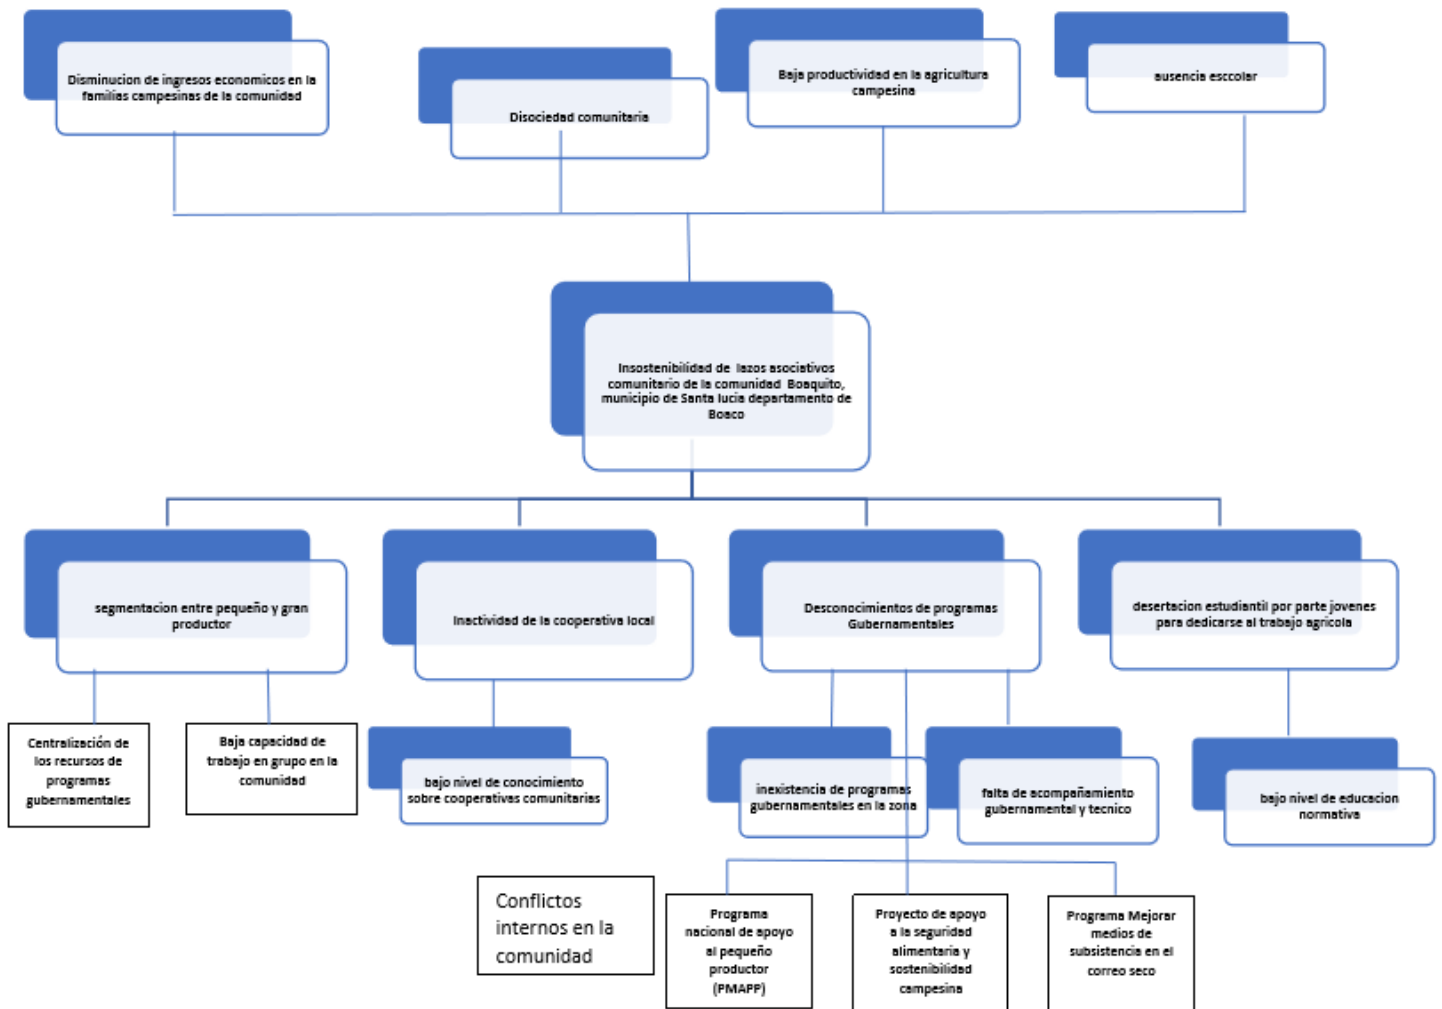 Disminucion de ingresos economicos en la
familias campesinas de la comunidad
Disociedad comunitaria
Baja productividad en la agricultura
campesina
ausencia esccolar
Insostenibilidad de lazos asociativos
comunitario de la comunidad Boaquito,
municipio de Santa lucia departamento de
Boaco
segmentacion entre pequeño y gran
productor
Inactividad de la cooperativa local
Desconocimientos de programas
Gubernamentales
desertacion estudiantil por parte jovenes
para dedicarse al trabajo agricola
Centralización de
los recursos de
programas
gubernamentales
Baja capacidad de
trabajo en grupo en la
comunidad
bajo nivel de conocimiento
sobre cooperativas comunitarias
inexistencia de programas
gubernamentales en la zona
falta de acompañamiento
gubernamental y tecnico
bajo nivel de educacion
normativa
Conflictos
internos en la
comunidad
Programa
nacional de apoyo
al pequeño
productor
(PMAPP)
Proyecto de apoyo
a la seguridad
alimentaria y
sostenibilidad
campesina
Programa Mejorar
medios de
subsistencia en el
correo seco